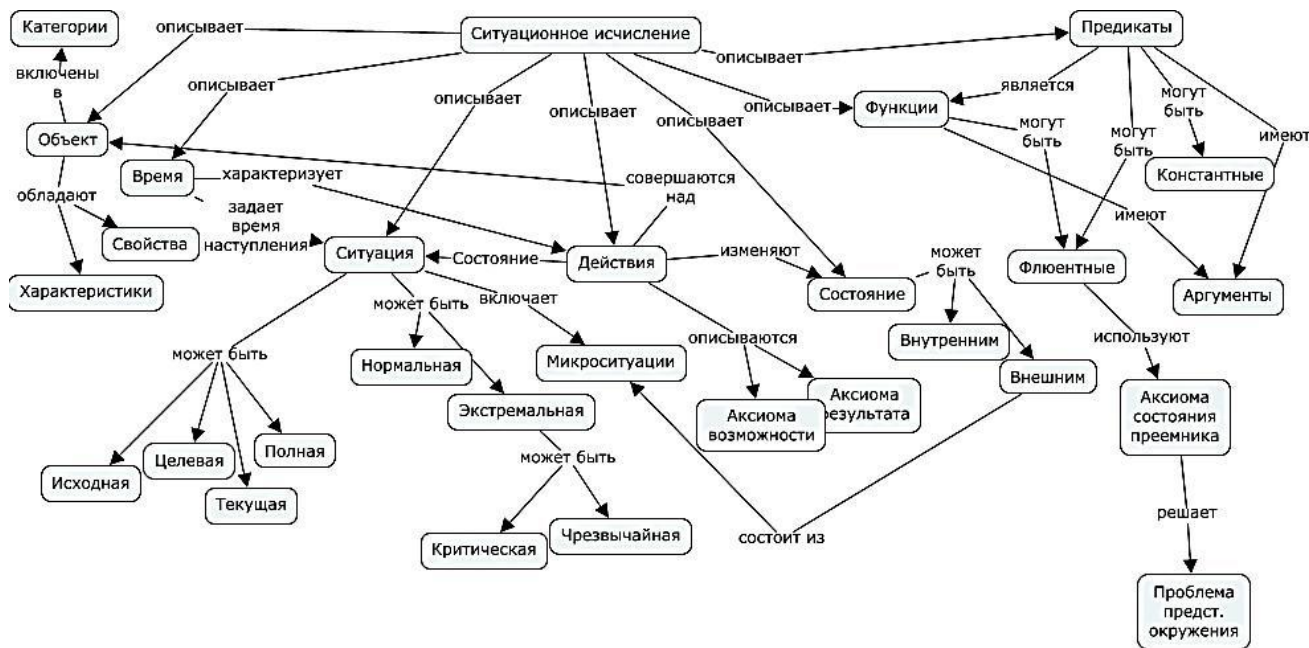 Категории
описывает
Ситуационное исчисление
Предикаты
описывает
включены
в
описывает
является
описывает
описывает
описывает
описывает
Функции
могут
быть
могут
быть
могут
быть
имеют
Объект
Время
характеризует
совершаются
над
Константные
обладают
задает
время
наступления
имеют
Свойства
Ситуация
Состояние
Действия
изменяют
может
быть
Флюентные
Характеристики
Состояние
Аргументы
может быть
включает
описываются
Внутренним
используют
может быть
Нормальная
Микроситуации
Внешним
Экстремальная
Аксиома
возможности
Аксиома
результата
Аксиома
состояния
преемника
Исходная
Целевая
Полная
Текущая
может быть
Критическая
Чрезвычайная
состоит из
решает
Проблема
предст.
окружения